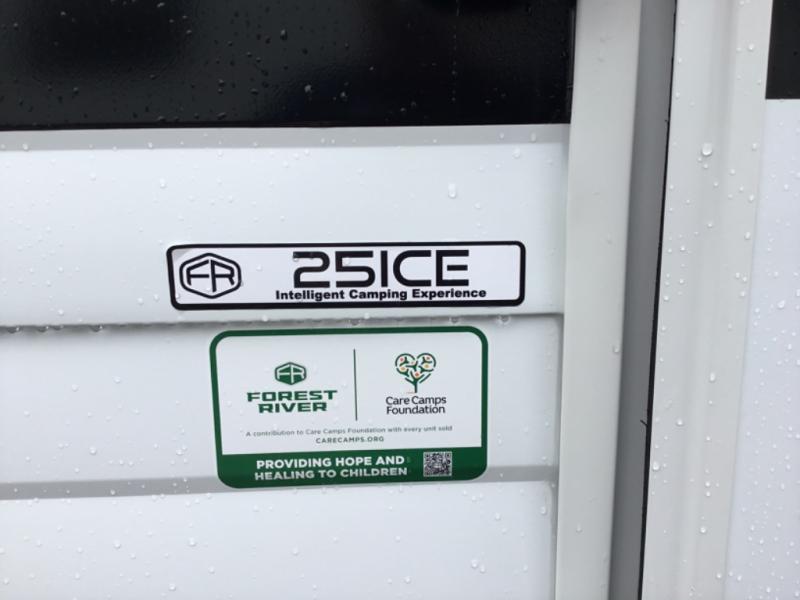 FR 25ICE
Intelligent Camping Experience
FR
FOREST
RIVER
Care Camps
Foundation
A contribution to Care Camps Foundation with every unit sold
CARECAMPS.ORG
PROVIDING HOPE AND
HEALING TO CHILDREN